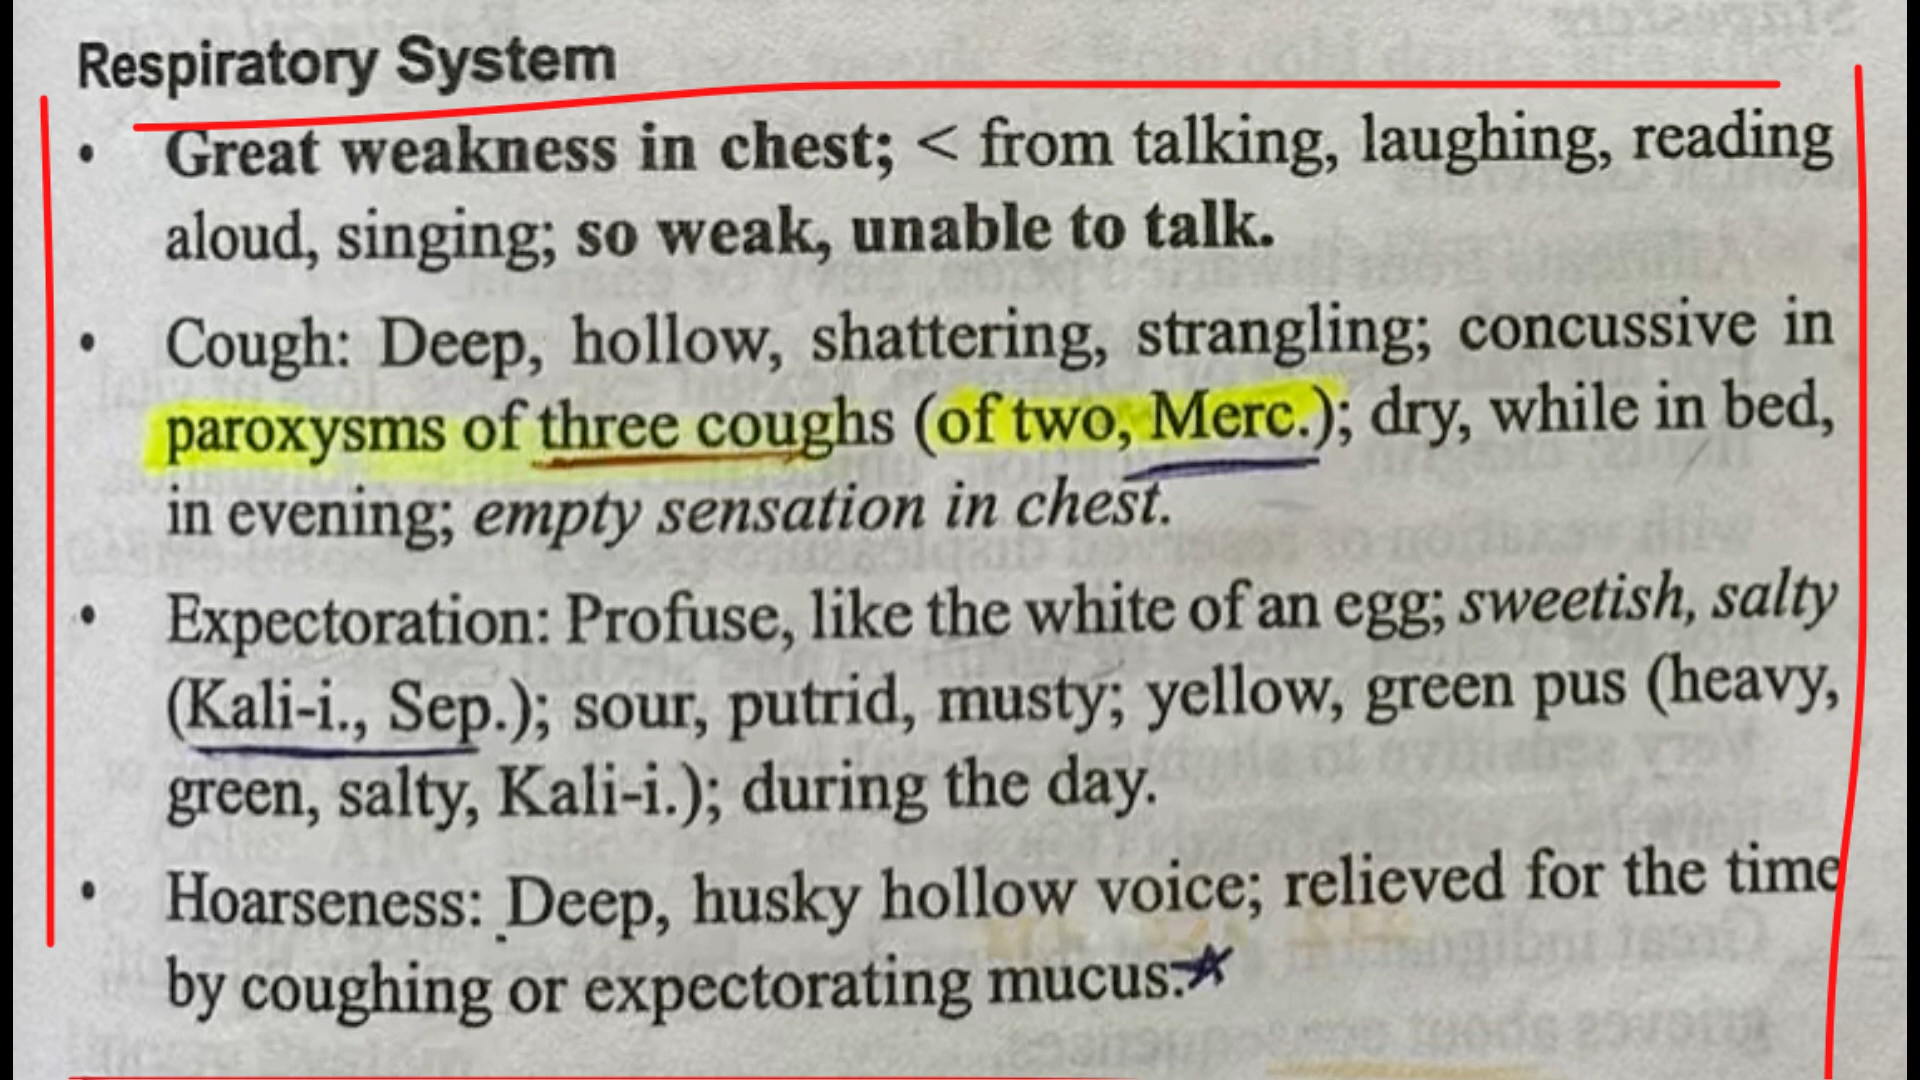 Respiratory System
• Great weakness in chest; < from talking, laughing, reading
aloud, singing; so weak, unable to talk.
• Cough: Deep, hollow, shattering, strangling; concussive in
paroxysms of three coughs (of two, Merc.); dry, while in bed,
in evening; empty sensation in chest.
• Expectoration: Profuse, like the white of an egg; sweetish, salty
(Kali-i., Sep.); sour, putrid, musty; yellow, green pus (heavy,
green, salty, Kali-i.); during the day.
• Hoarseness: Deep, husky hollow voice; relieved for the time
by coughing or expectorating mucus.